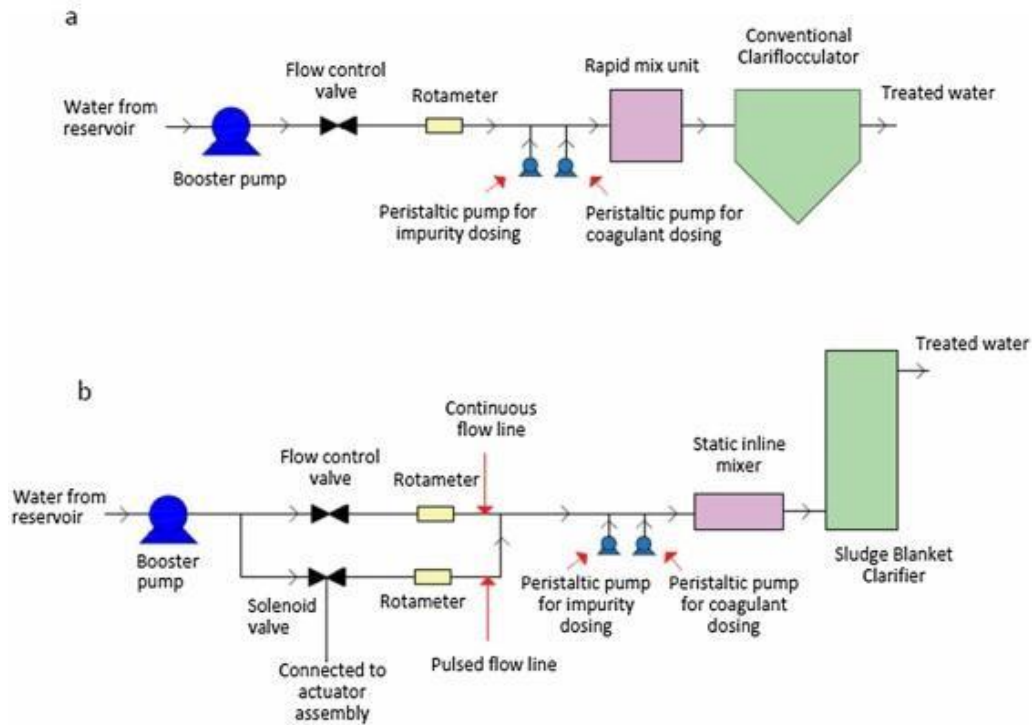 a
Conventional
Clariflocculator
Flow control
valve
Rapid mix unit
Rotameter
Water from
reservoir
Treated water
Booster pump
Peristaltic pump for
impurity dosing
Peristaltic pump for
coagulant dosing
b
Treated water
Continuous
flow line
Static inline
mixer
Flow control
valve
Rotameter
Water from
reservoir
Booster
pump
Sludge Blanket
Clarifier
Solenoid
valve
Rotameter
Peristaltic pump
for impurity
dosing
Peristaltic pump
for coagulant
dosing
Pulsed flow line
Connected to
actuator
assembly